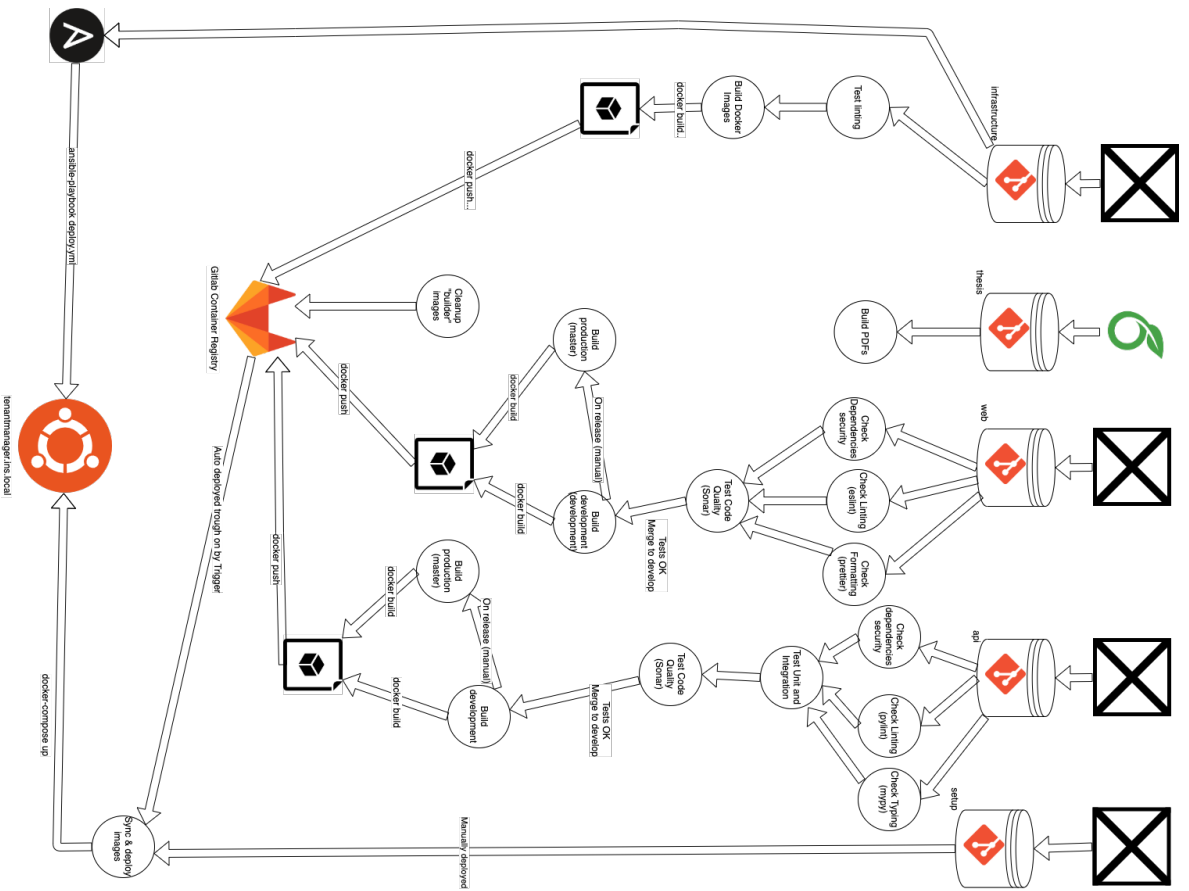 infrastructure
thesis
web
api
setup
Test linting
Build PDFs
Check
Dependencies
security
Check Linting
(eslint)
Check
Formatting
(prettier)
Check
dependencies
security
Check Linting
(pylint)
Check Typing
(mypy)
Build Docker
Images
Test Code
Quality
(Sonar)
Test Unit and
Integration
docker build..
Tests OK
Merge to develop
Test Code
Quality
(Sonar)
Build
production
(master)
On release (manual)
Build
development
(development)
Tests OK
Merge to develop
docker push...
docker build
docker build
Cleanup
"builder"
images
Build
production
(master)
On release (manual)
Build
development
docker push
docker build
docker build
docker push
Manually deployed
Gitlab Container Registry
Auto deployed trough on by Trigger
Sync & deploy
images
ansible-playbook deploy.yml
docker-compose up
tenantmanager.ins.local